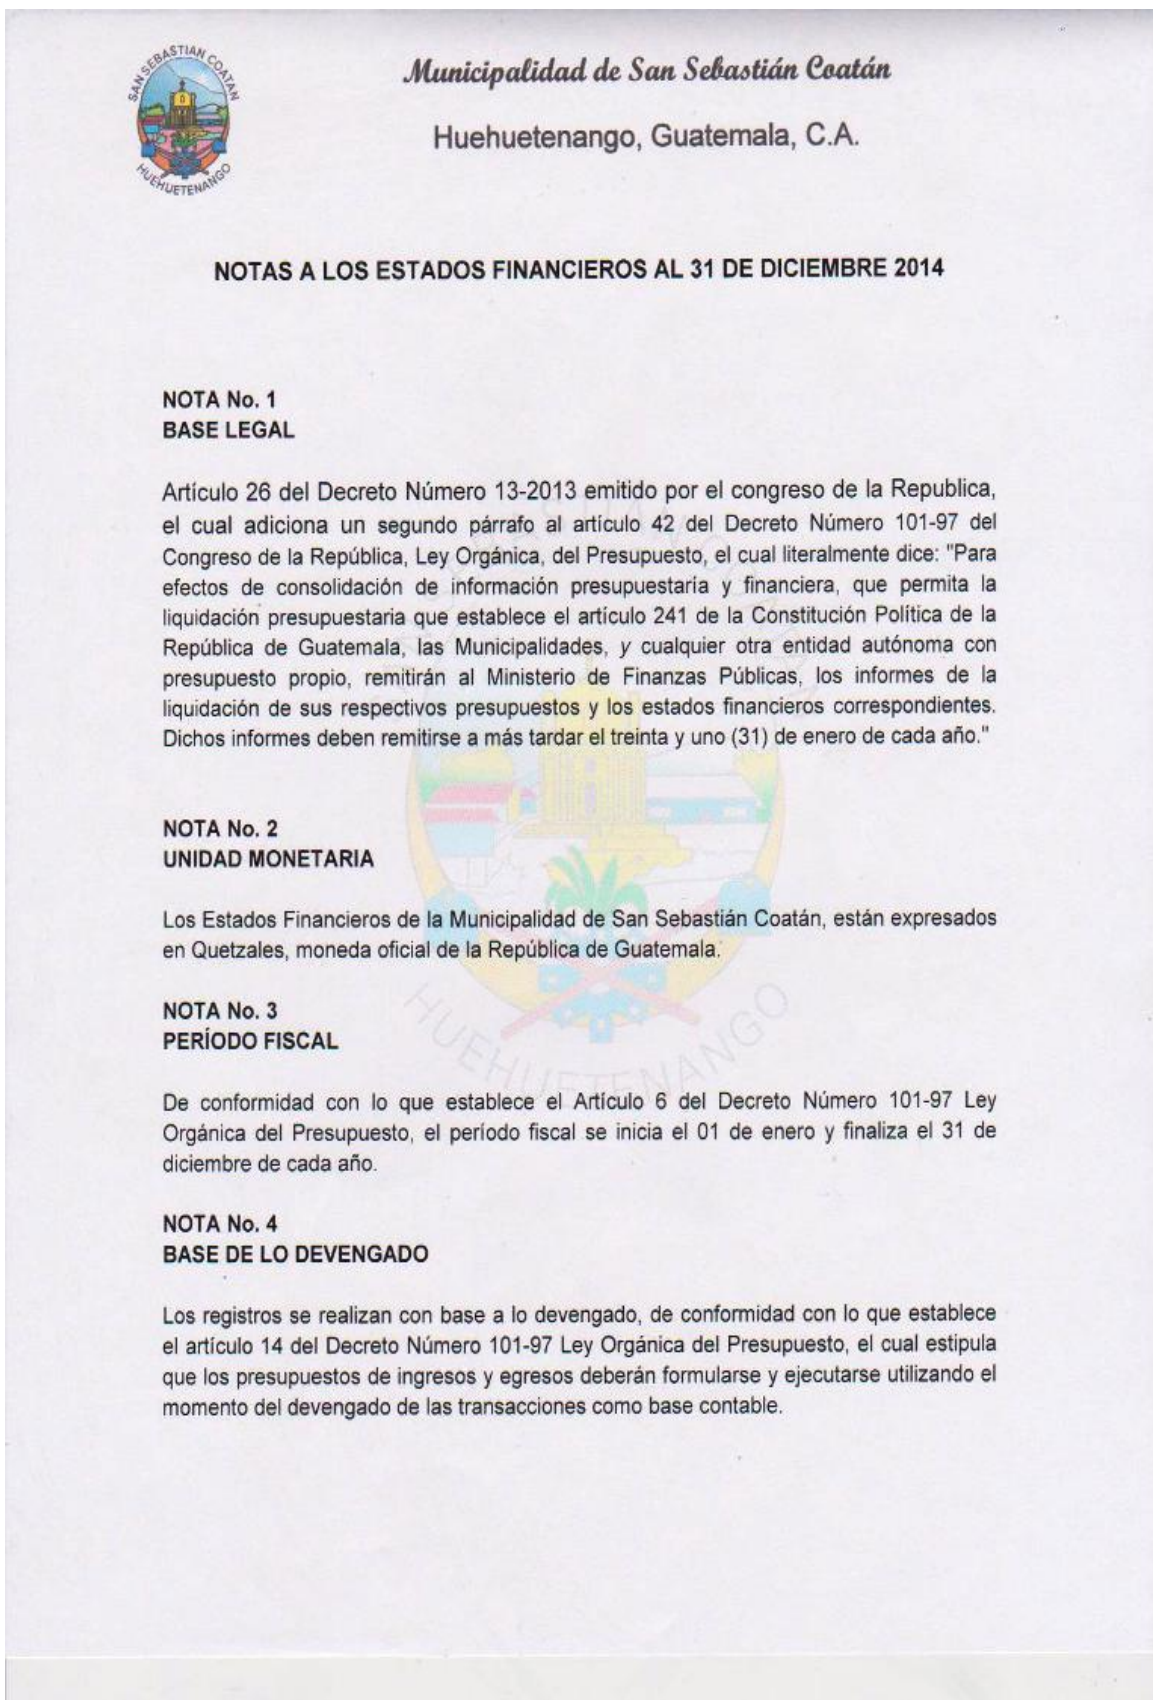 SAN SEBASTIAN COATAN
HUEHUETENANGO
Municipalidad de San Sebastián Coatán
Huehuetenango, Guatemala, C.A.
NOTAS A LOS ESTADOS FINANCIEROS AL 31 DE DICIEMBRE 2014
NOTA No. 1
BASE LEGAL
Artículo 26 del Decreto Número 13-2013 emitido por el congreso de la Republica,
el cual adiciona un segundo párrafo al artículo 42 del Decreto Número 101-97 del
Congreso de la República, Ley Orgánica, del Presupuesto, el cual literalmente dice: "Para
efectos de consolidación de información presupuestaria y financiera, que permita la
liquidación presupuestaria que establece el artículo 241 de la Constitución Política de la
República de Guatemala, las Municipalidades, y cualquier otra entidad autónoma con
presupuesto propio, remitirán al Ministerio de Finanzas Públicas, los informes de la
liquidación de sus respectivos presupuestos y los estados financieros correspondientes.
Dichos informes deben remitirse a más tardar el treinta y uno (31) de enero de cada año."
NOTA No. 2
UNIDAD MONETARIA
Los Estados Financieros de la Municipalidad de San Sebastián Coatán, están expresados
en Quetzales, moneda oficial de la República de Guatemala.
NOTA No. 3
PERÍODO FISCAL
HUEHUETENANGO
De conformidad con lo que establece el Artículo 6 del Decreto Número 101-97 Ley
Orgánica del Presupuesto, el período fiscal se inicia el 01 de enero y finaliza el 31 de
diciembre de cada año.
NOTA No. 4
BASE DE LO DEVENGADO
Los registros se realizan con base a lo devengado, de conformidad con lo que establece
el artículo 14 del Decreto Número 101-97 Ley Orgánica del Presupuesto, el cual estipula
que los presupuestos de ingresos y egresos deberán formularse y ejecutarse utilizando el
momento del devengado de las transacciones como base contable.